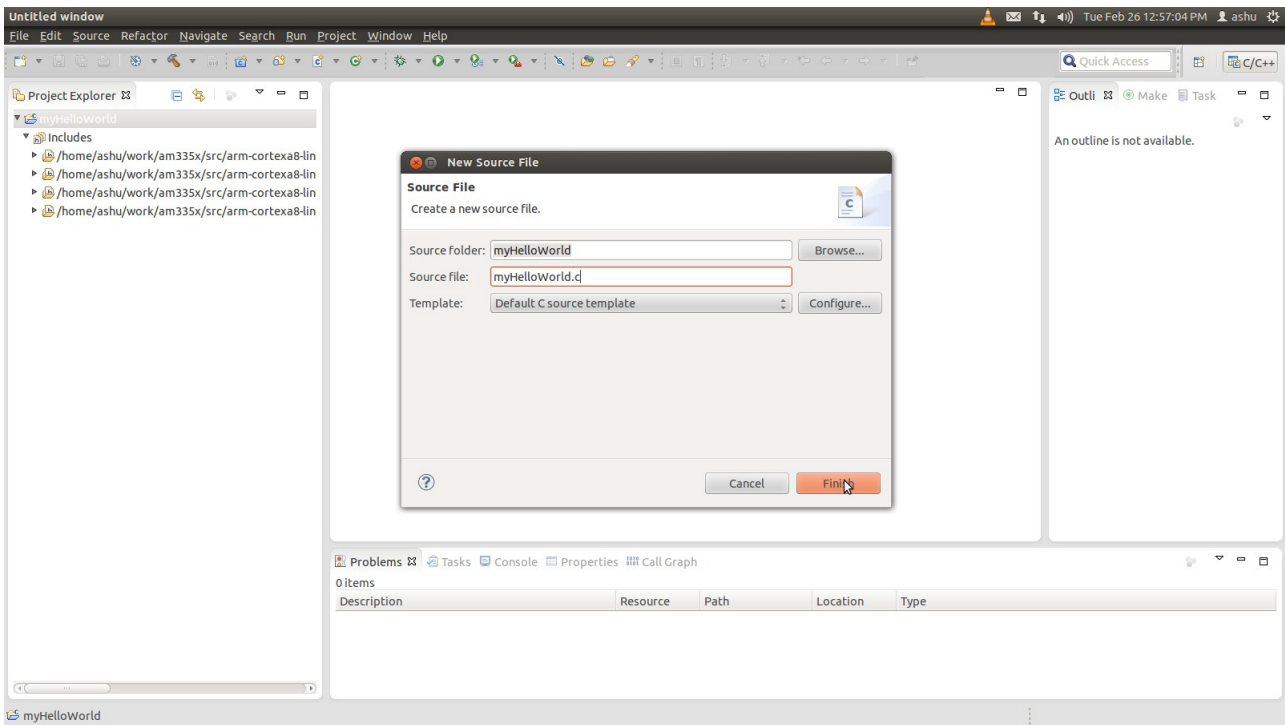 Untitled window
Tue Feb 26 12:57:04 PM ashu
File Edit Source Refactor Navigate Search Run Project Window Help
Quick Access C/C++
Project Explorer
myHelloWorld
Includes
/home/ashu/work/am335x/src/arm-cortexa8-lin
/home/ashu/work/am335x/src/arm-cortexa8-lin
/home/ashu/work/am335x/src/arm-cortexa8-lin
/home/ashu/work/am335x/src/arm-cortexa8-lin
New Source File
Source File
Create a new source file.
Source folder: myHelloWorld Browse...
Source file: myHelloWorld.c
Template: Default C source template Configure...
Cancel Finish
Outli Make Task
An outline is not available.
Problems Tasks Console Properties Call Graph
0 items
Description Resource Path Location Type
myHelloWorld